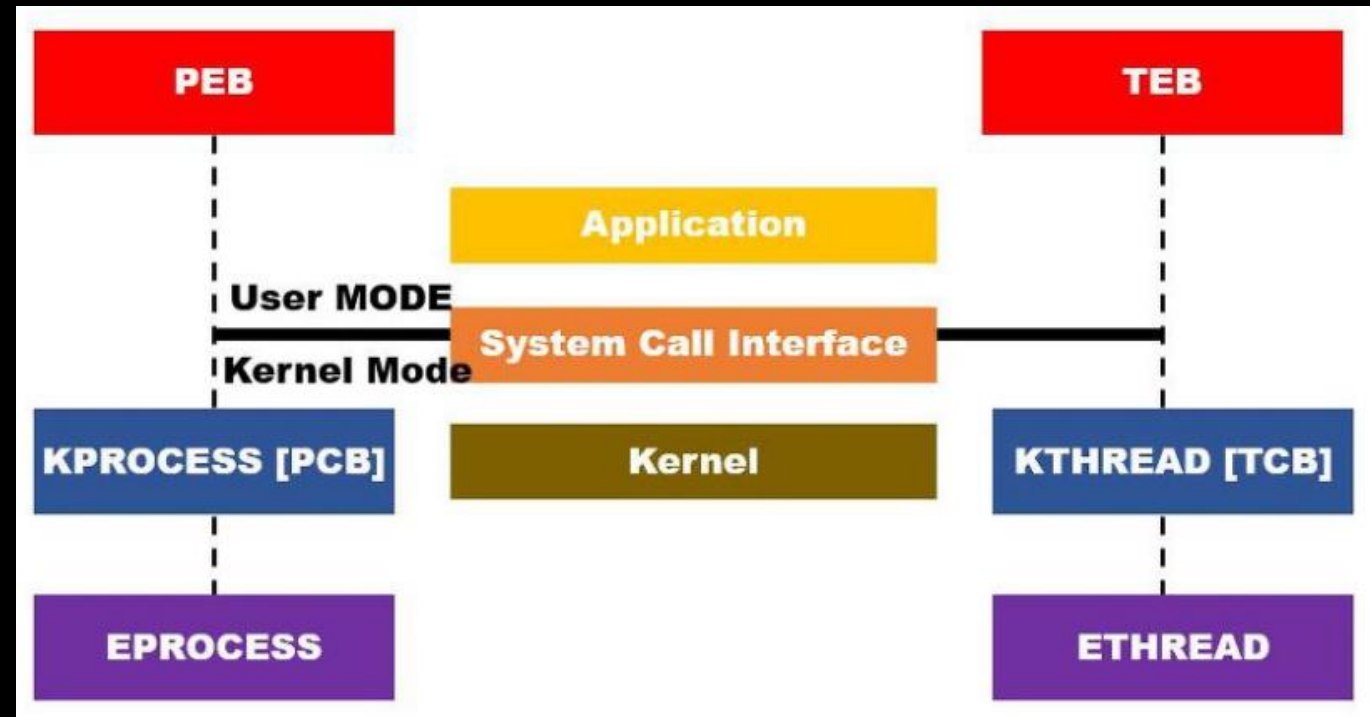 PEB
TEB
Application
User MODE
System Call Interface
Kernel Mode
KPROCESS [PCB]
Kernel
KTHREAD [TCB]
EPROCESS
ETHREAD